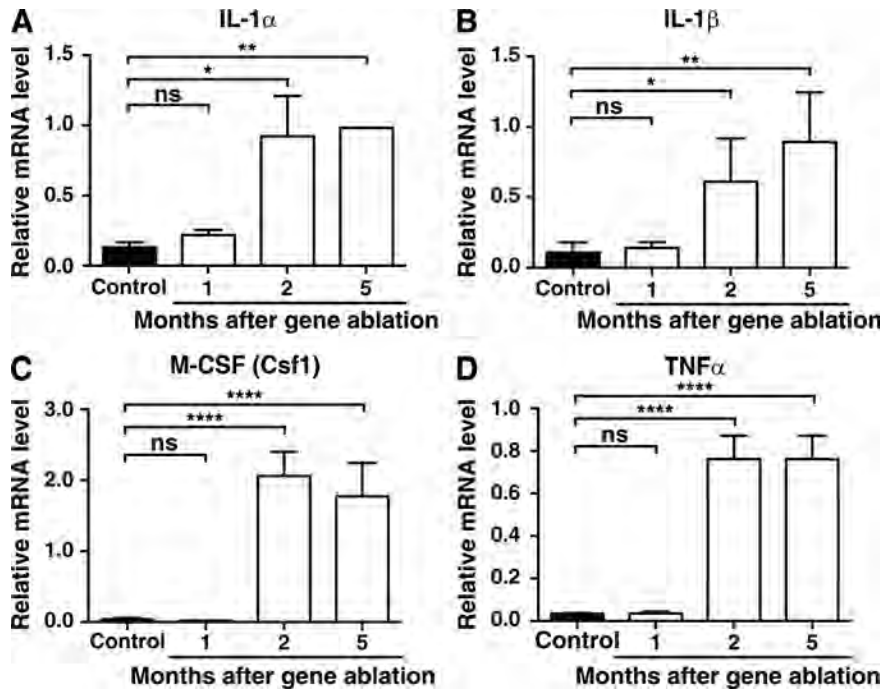 A
IL-1α
Relative mRNA level
1.5
1.0
0.5
0.0
**
*
ns
Control
1
2
5
Months after gene ablation
B
IL-1β
Relative mRNA level
1.5
1.0
0.5
0.0
**
*
ns
Control
1
2
5
Months after gene ablation
C
M-CSF (Csf1)
Relative mRNA level
3.0
2.0
1.0
0.0
****
****
ns
Control
1
2
5
Months after gene ablation
D
TNFα
Relative mRNA level
1.0
0.8
0.6
0.4
0.2
0.0
****
****
ns
Control
1
2
5
Months after gene ablation